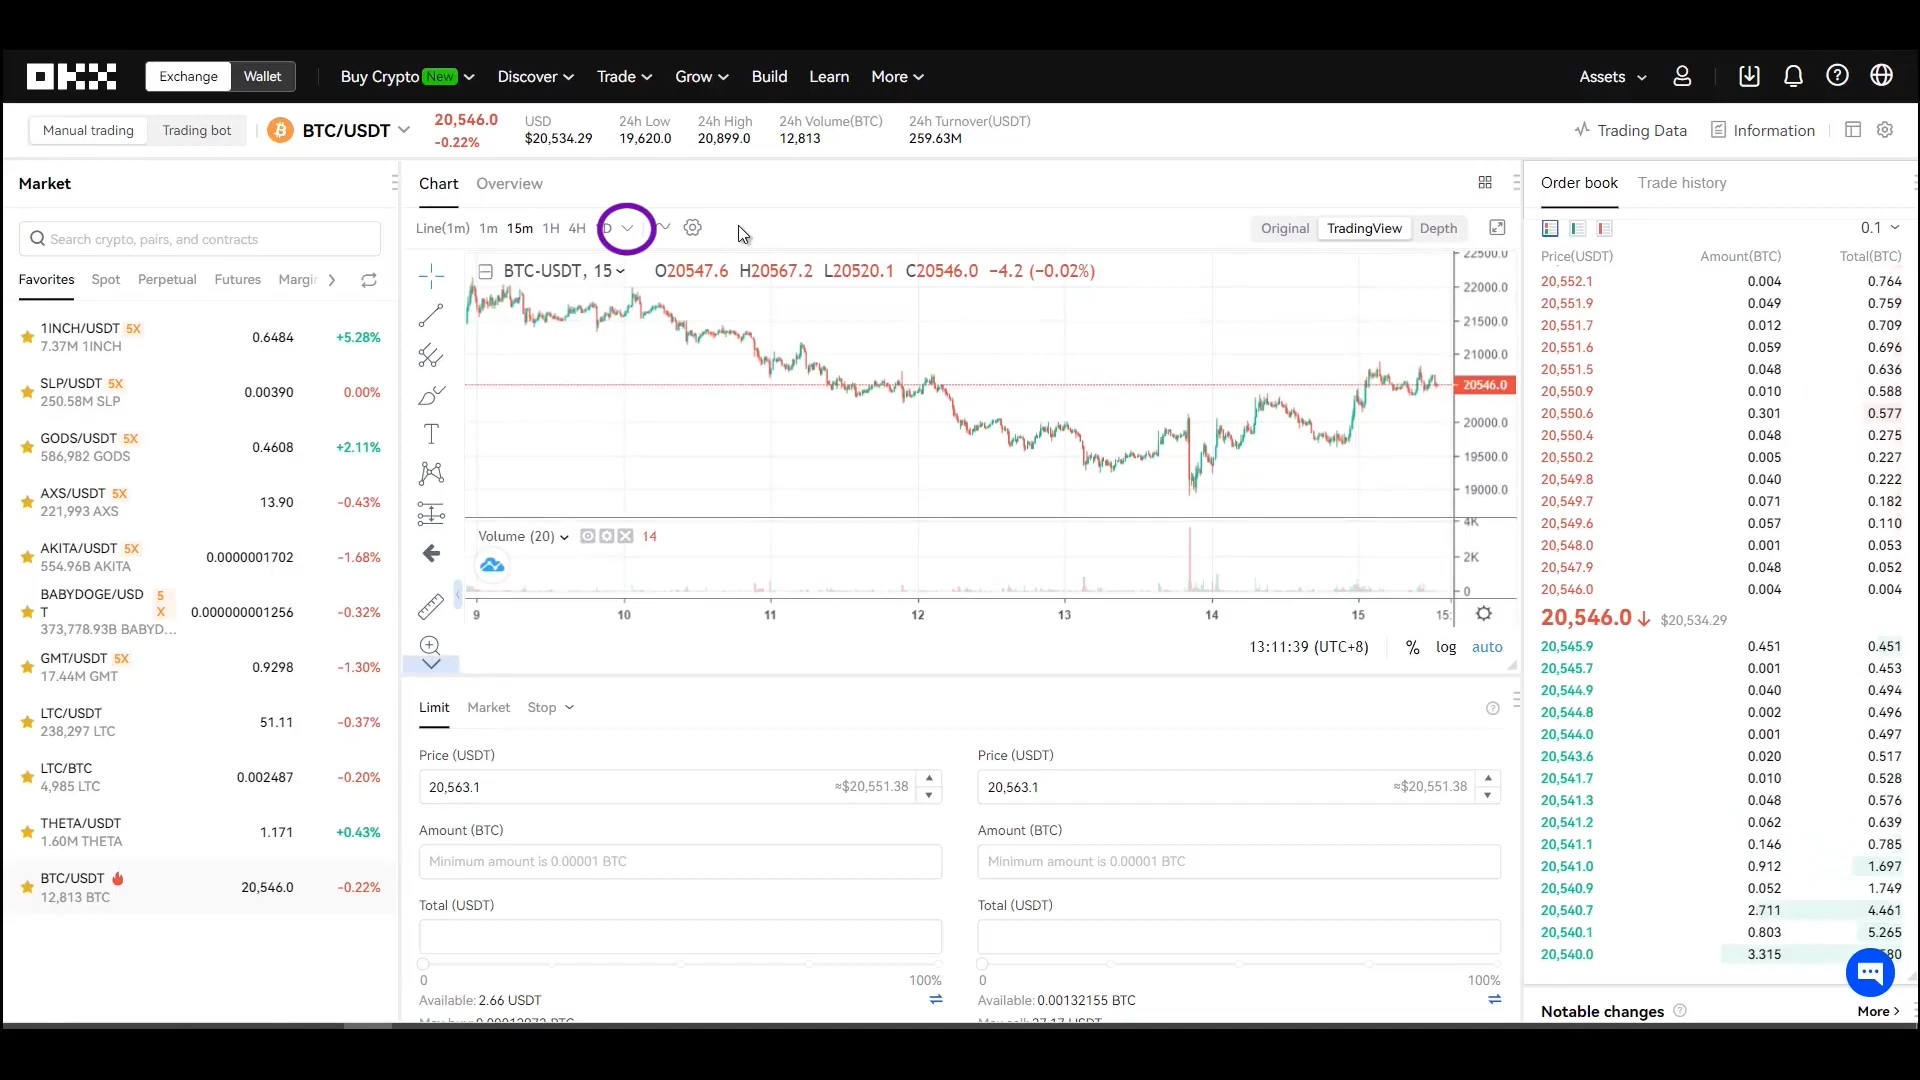 OKX Exchange Wallet Buy Crypto New Discover Trade Grow Build Learn More Assets
Manual trading Trading bot BTC/USDT 20,546.0 -0.22% USD $20,534.29 24h Low 19,620.0 24h High 20,899.0 24h Volume(BTC) 12,813 24h Turnover(USDT) 259.63M Trading Data Information
Market
Search crypto, pairs, and contracts
Favorites Spot Perpetual Futures Margin
1INCH/USDT 5X 0.6484 +5.28%
7.37M 1INCH
SLP/USDT 5X 0.00390 0.00%
250.58M SLP
GODS/USDT 5X 0.4608 +2.11%
586,982 GODS
AXS/USDT 5X 13.90 -0.43%
221,993 AXS
AKITA/USDT 5X 0.0000001702 -1.68%
554.96B AKITA
BABYDOGE/USD
T 5X 0.000000001256 -0.32%
373,778.93B BABYD...
GMT/USDT 5X 0.9298 -1.30%
17.44M GMT
LTC/USDT 51.11 -0.37%
238,297 LTC
LTC/BTC 0.002487 -0.20%
4,985 LTC
THETA/USDT 1.171 +0.43%
1.60M THETA
BTC/USDT 20,546.0 -0.22%
12,813 BTC
Chart Overview
Line(1m) 1m 15m 1H 4H D Original TradingView Depth
BTC-USDT, 15 O20547.6 H20567.2 L20520.1 C20546.0 −4.2 (−0.02%)
22500.0
22000.0
21500.0
21000.0
20546.0
20000.0
19500.0
19000.0
Volume (20) 14
4K
2K
0
9 10 11 12 13 14 15 15:
13:11:39 (UTC+8) % log auto
Limit Market Stop
Price (USDT) Price (USDT)
20,563.1 ≈$20,551.38 20,563.1 ≈$20,551.38
Amount (BTC) Amount (BTC)
Minimum amount is 0.00001 BTC Minimum amount is 0.00001 BTC
Total (USDT) Total (USDT)
0 100% 0 100%
Available: 2.66 USDT Available: 0.00132155 BTC
Order book Trade history
0.1
Price(USDT) Amount(BTC) Total(BTC)
20,552.1 0.004 0.764
20,551.9 0.049 0.759
20,551.7 0.012 0.709
20,551.6 0.059 0.696
20,551.5 0.048 0.636
20,550.9 0.010 0.588
20,550.6 0.301 0.577
20,550.4 0.048 0.275
20,550.2 0.005 0.227
20,549.8 0.040 0.222
20,549.7 0.071 0.182
20,549.6 0.057 0.110
20,548.0 0.001 0.053
20,547.9 0.048 0.052
20,546.0 0.004 0.004
20,546.0 $20,534.29
20,545.9 0.451 0.451
20,545.7 0.001 0.453
20,544.9 0.040 0.494
20,544.8 0.002 0.496
20,544.0 0.001 0.497
20,543.6 0.020 0.517
20,541.7 0.010 0.528
20,541.3 0.048 0.576
20,541.2 0.062 0.639
20,541.1 0.146 0.785
20,541.0 0.912 1.697
20,540.9 0.052 1.749
20,540.7 2.711 4.461
20,540.1 0.803 5.265
20,540.0 3.315
Notable changes More